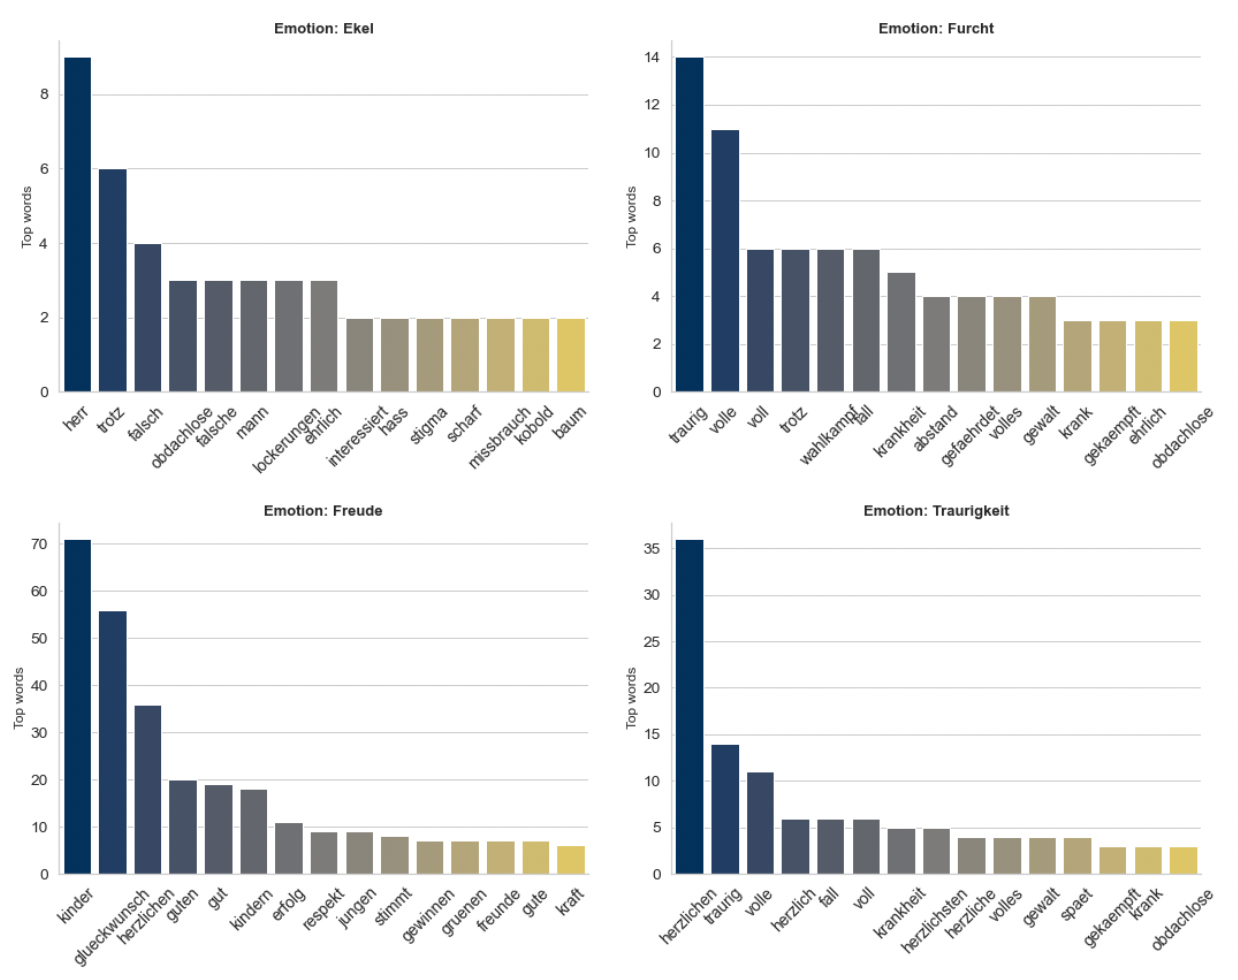 Emotion: Ekel
Top words
8
6
4
2
0
herr trotz falsch obdachlose falsche mann lockerungen ehrlich interessiert hass stigma scharf missbrauch kobold baum
Emotion: Furcht
Top words
14
12
10
8
6
4
2
0
traurig volle voll trotz wahlkampf fall krankheit abstand gefaehrdet volles gewalt krank gekaempft ehrlich obdachlose
Emotion: Freude
Top words
70
60
50
40
30
20
10
0
kinder glueckwunsch herzlichen guten gut kindern erfolg respekt jungen stimmt gewinnen gruenen freunde gute kraft
Emotion: Traurigkeit
Top words
35
30
25
20
15
10
5
0
herzlichen traurig volle herzlich fall voll krankheit herzlichsten herzliche volles gewalt spaet gekaempft krank obdachlose